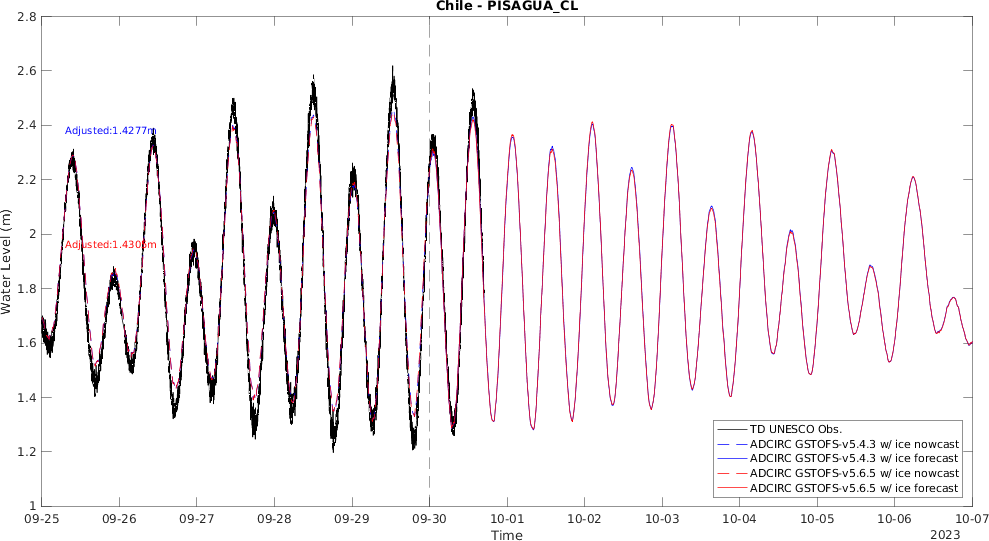 Chile - PISAGUA_CL
2.8
2.6
2.4
2.2
2
1.8
1.6
1.4
1.2
1
Water Level (m)
Adjusted:1.4277m
Adjusted:1.4305m
TD UNESCO Obs.
ADCIRC GSTOFS-v5.4.3 w/ ice nowcast
ADCIRC GSTOFS-v5.4.3 w/ ice forecast
ADCIRC GSTOFS-v5.6.5 w/ ice nowcast
ADCIRC GSTOFS-v5.6.5 w/ ice forecast
09-25 09-26 09-27 09-28 09-29 09-30 10-01 10-02 10-03 10-04 10-05 10-06 10-07
Time
2023